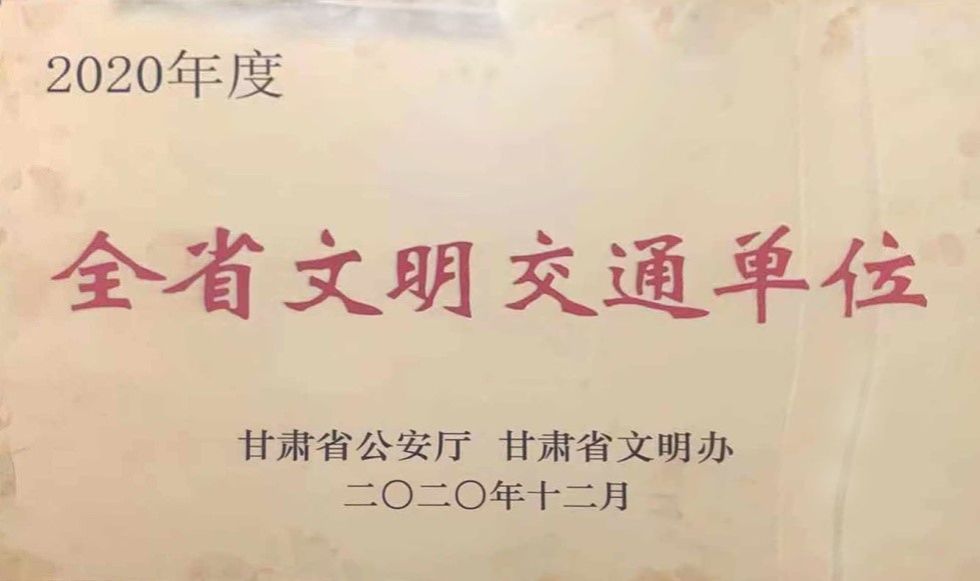 2020年度
全省文明交通单位
甘肃省公安厅 甘肃省文明办
二〇二〇年十二月